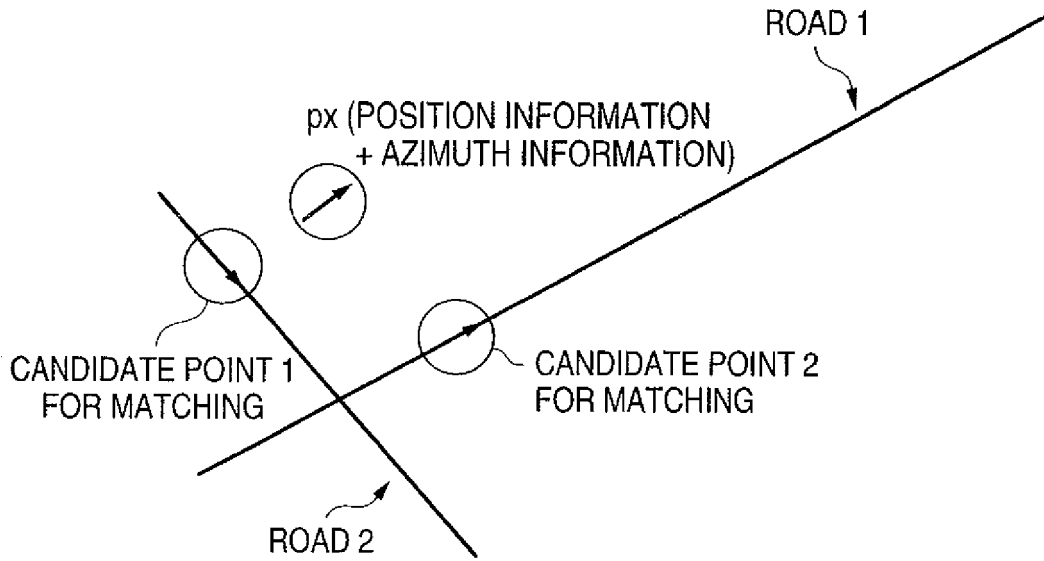 ROAD 1
px (POSITION INFORMATION
+ AZIMUTH INFORMATION)
CANDIDATE POINT 1
FOR MATCHING
CANDIDATE POINT 2
FOR MATCHING
ROAD 2